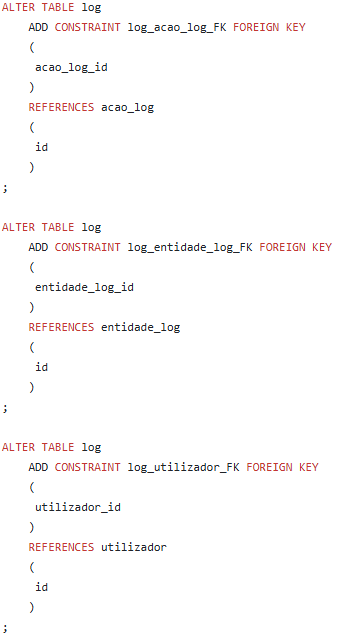 ALTER TABLE log
    ADD CONSTRAINT log_acao_log_FK FOREIGN KEY
    (
     acao_log_id
    )
    REFERENCES acao_log
    (
     id
    )
;

ALTER TABLE log
    ADD CONSTRAINT log_entidade_log_FK FOREIGN KEY
    (
     entidade_log_id
    )
    REFERENCES entidade_log
    (
     id
    )
;

ALTER TABLE log
    ADD CONSTRAINT log_utilizador_FK FOREIGN KEY
    (
     utilizador_id
    )
    REFERENCES utilizador
    (
     id
    )
;